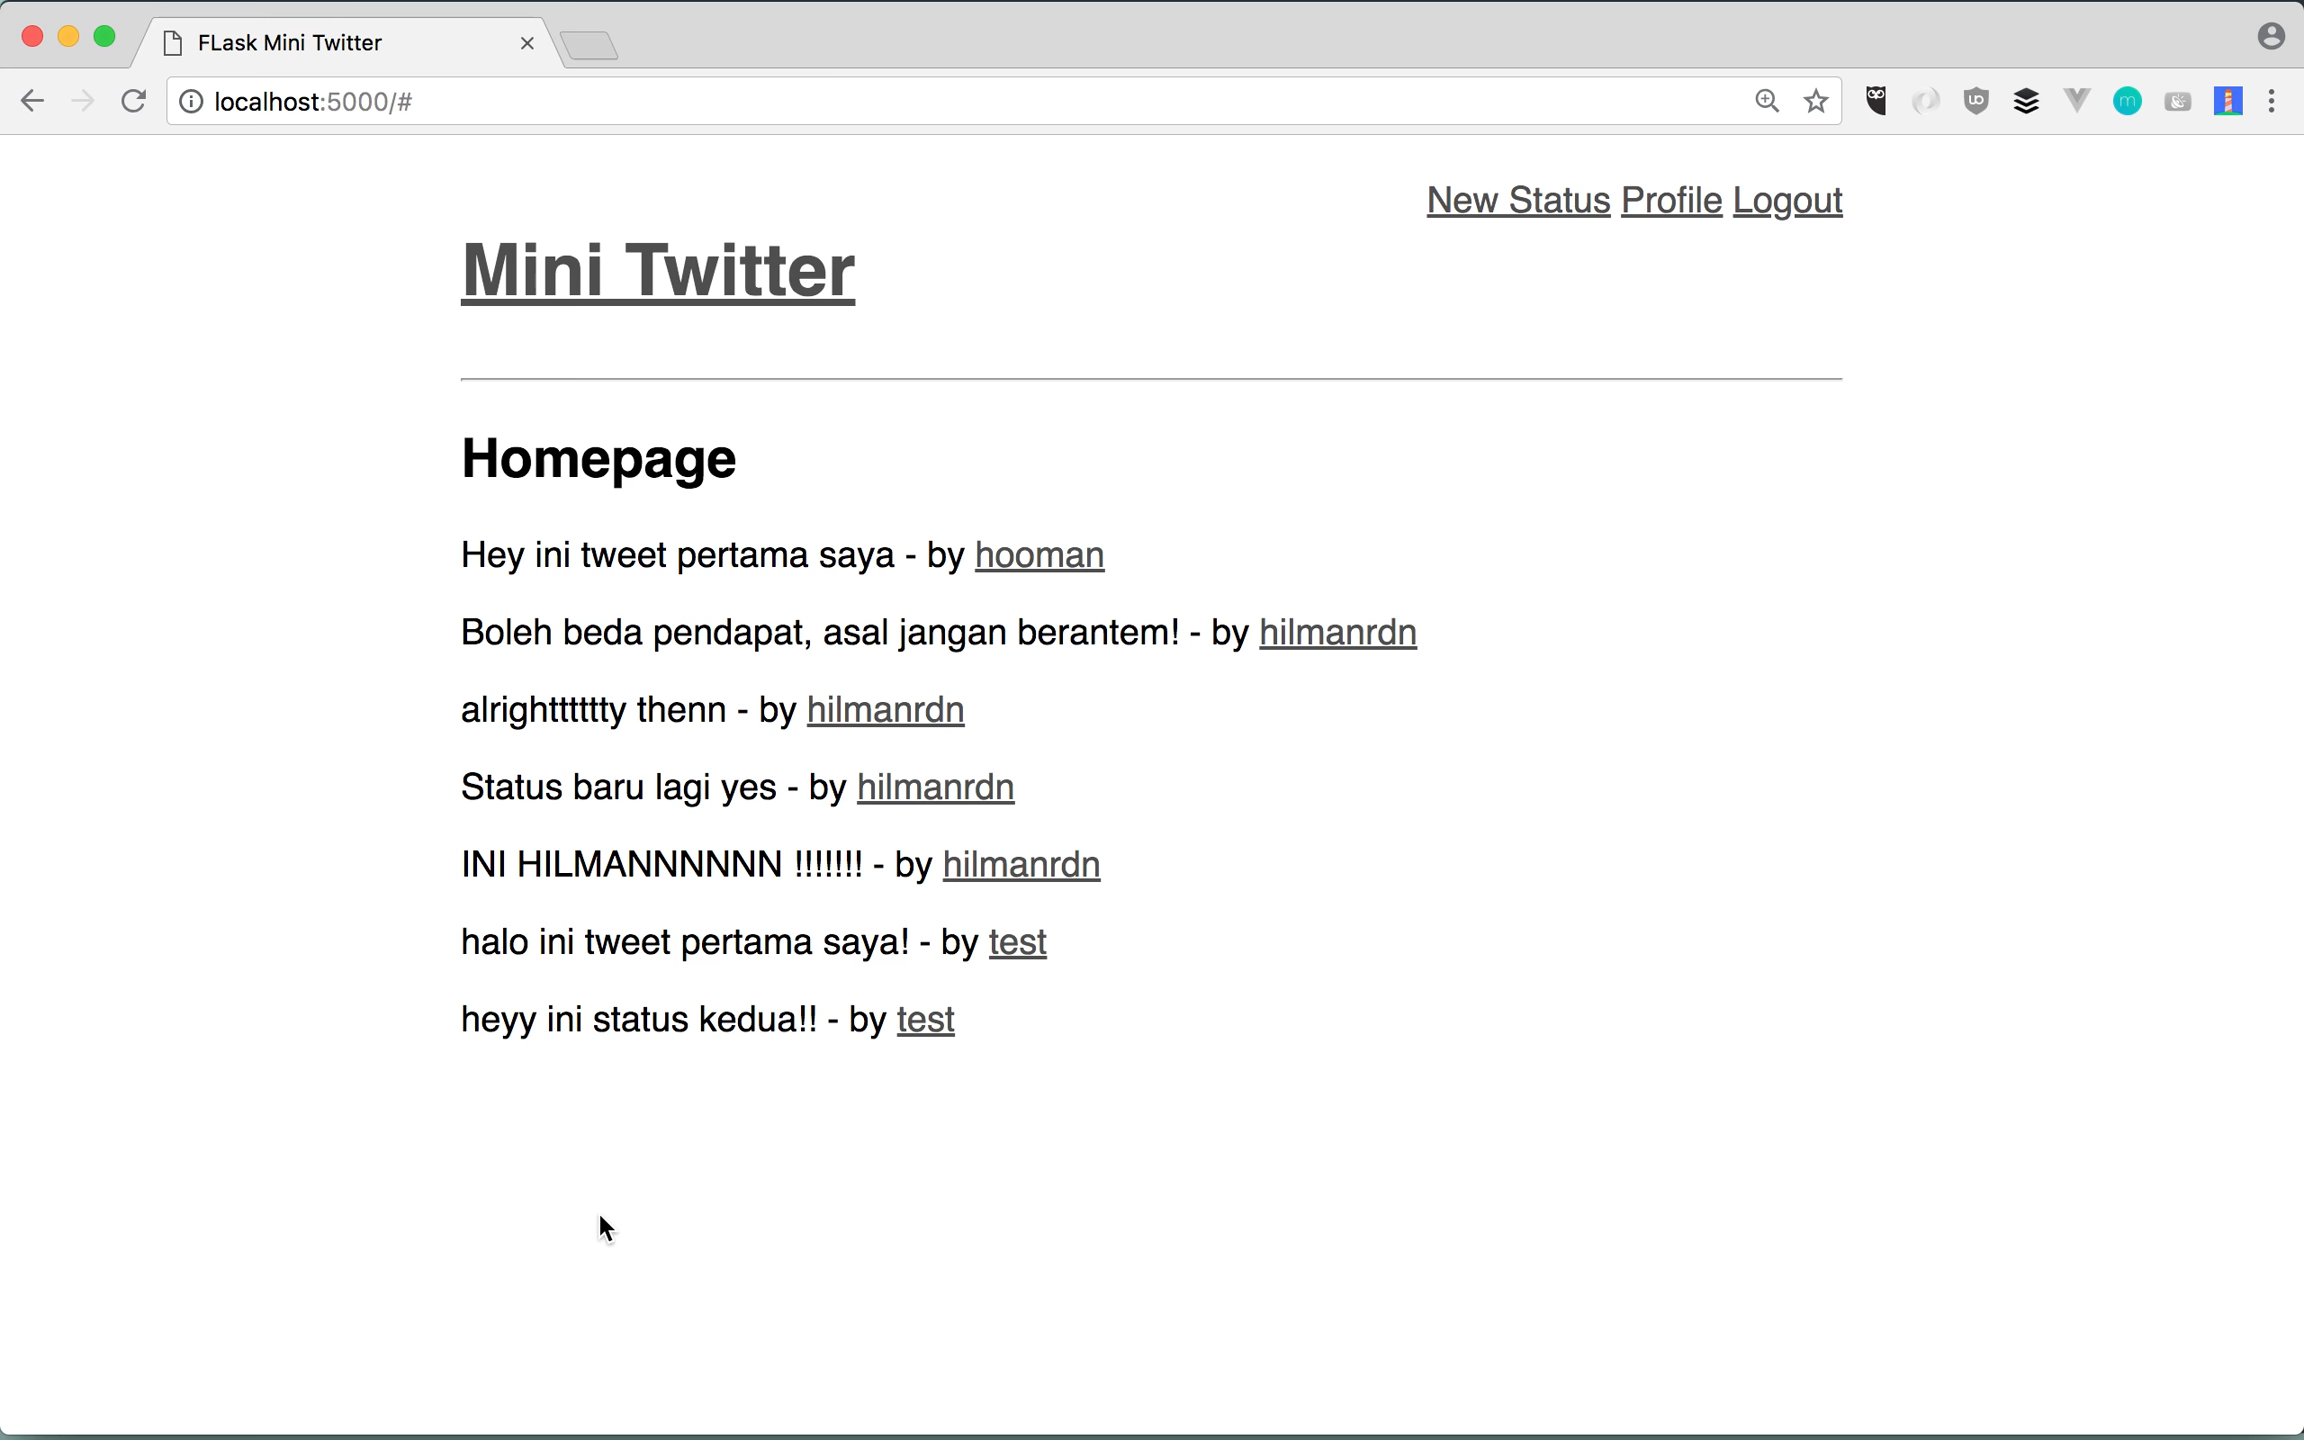 FLask Mini Twitter
localhost:5000/#
New Status Profile Logout
Mini Twitter
Homepage
Hey ini tweet pertama saya - by hooman
Boleh beda pendapat, asal jangan berantem! - by hilmanrdn
alrighttttttty thenn - by hilmanrdn
Status baru lagi yes - by hilmanrdn
INI HILMANNNNNN !!!!!!! - by hilmanrdn
halo ini tweet pertama saya! - by test
heyy ini status kedua!! - by test